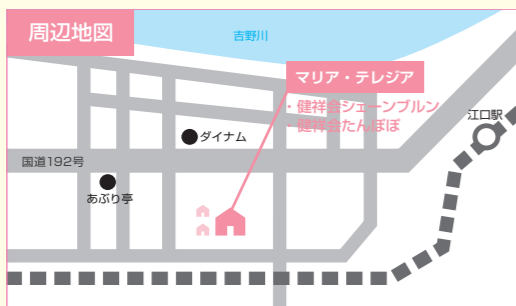 周辺地図
吉野川
マリア・テレジア
・健祥会シェーンブルン
・健祥会たんぽぽ
江口駅
ダイナム
国道192号
あぶり亭